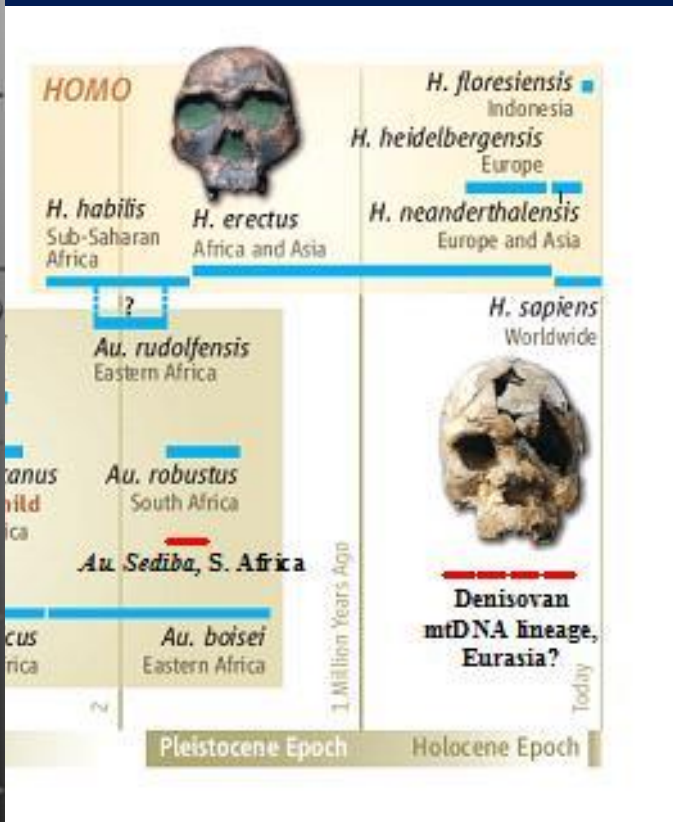 HOMO
H. floresiensis
Indonesia
H. heidelbergensis
Europe
H. habilis
Sub-Saharan
Africa
H. erectus
Africa and Asia
H. neanderthalensis
Europe and Asia
?
H. sapiens
Worldwide
Au. rudolfensis
Eastern Africa
Au. robustus
South Africa
Au. Sediba, S. Africa
Au. boisei
Eastern Africa
Denisovan
mtDNA lineage,
Eurasia?
2
1 Million Years Ago
Today
Pleistocene Epoch
Holocene Epoch